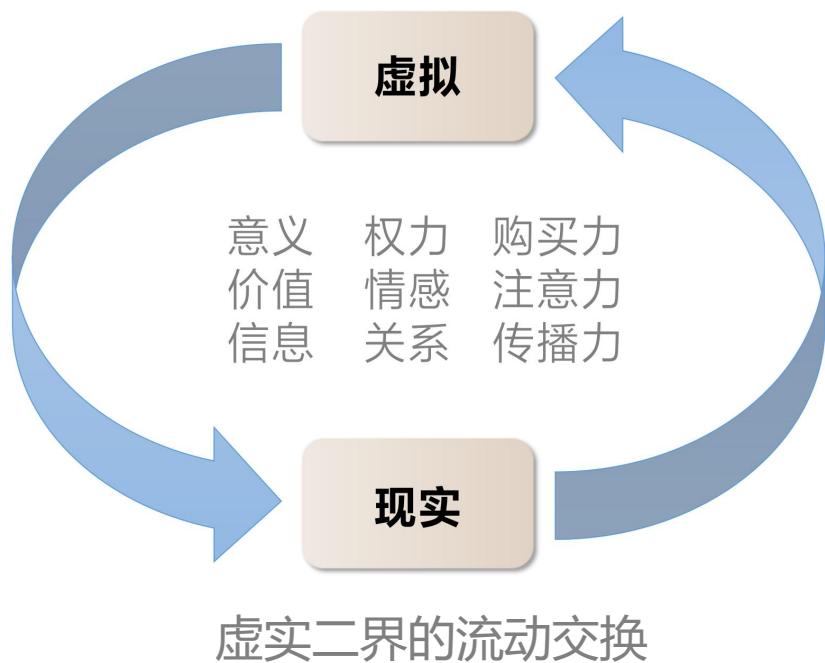 虚拟
意义 权力 购买力
价值 情感 注意力
信息 关系 传播力
现实
虚实二界的流动交换